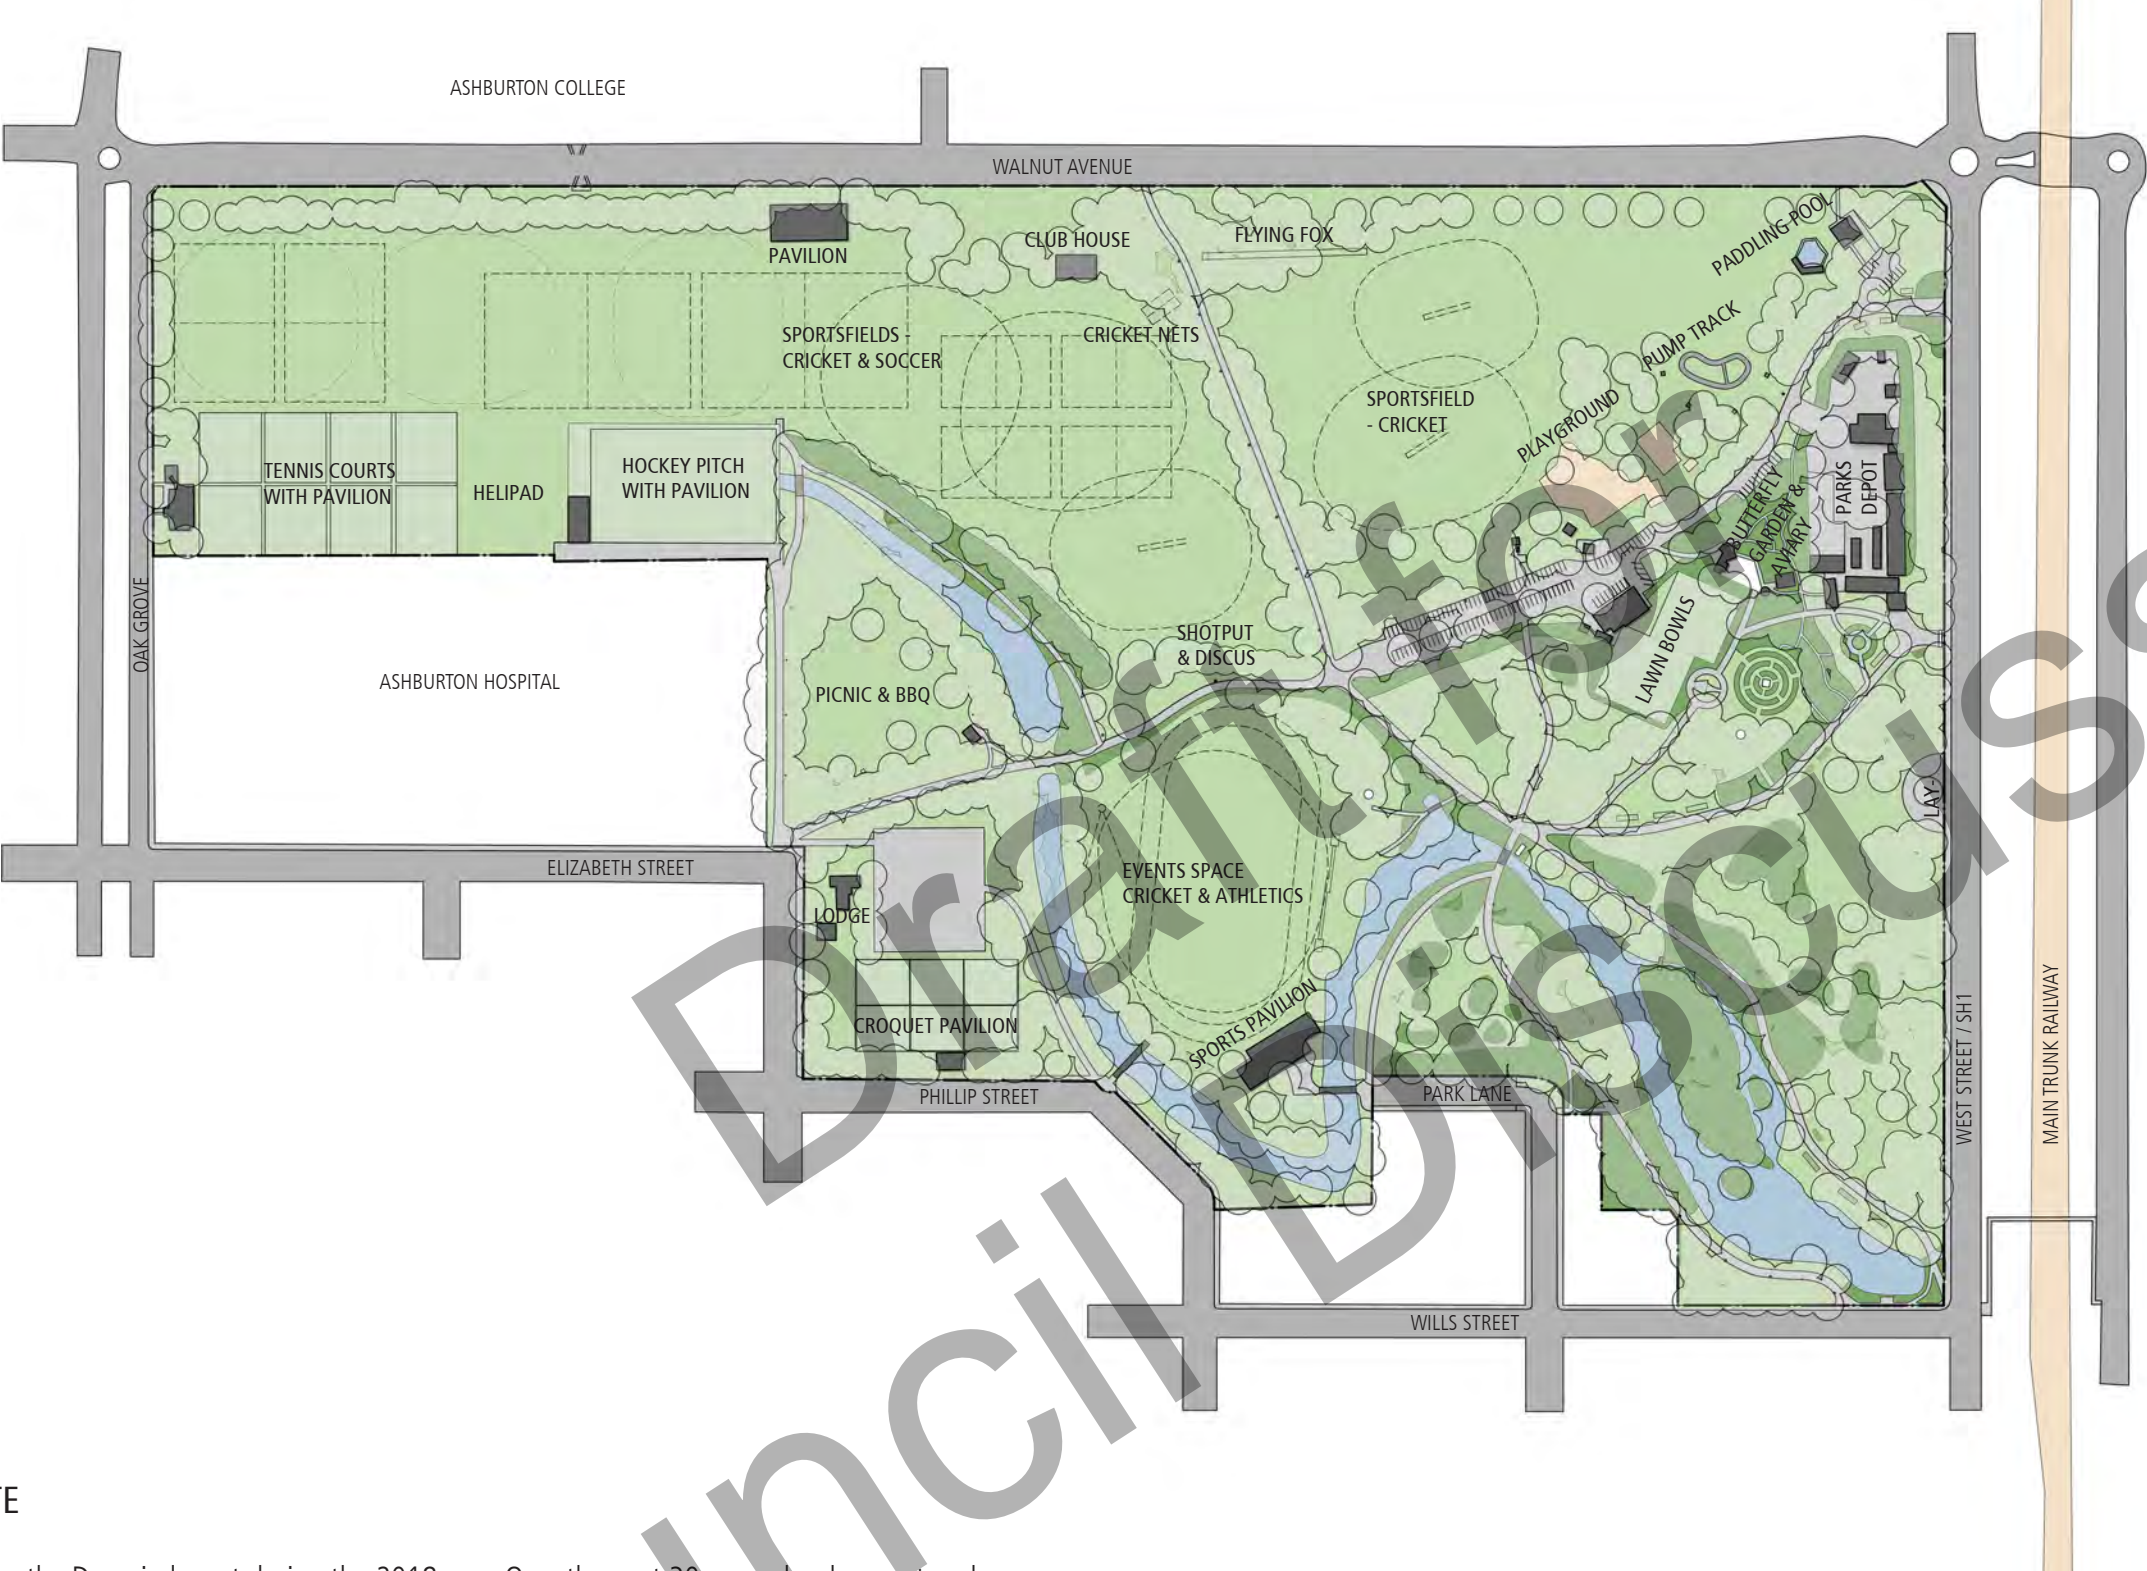 ASHBURTON COLLEGE
WALNUT AVENUE
PADDLING POOL
FLYING FOX
CLUB HOUSE
PAVILION
PUMP TRACK
SPORTSFIELDS -
CRICKET & SOCCER
CRICKET NETS
SPORTSFIELD
- CRICKET
PLAYGROUND
TENNIS COURTS
WITH PAVILION
HELIPAD
HOCKEY PITCH
WITH PAVILION
BUTTERFLY
GARDEN &
AVIARY
PARKS
DEPOT
OAK GROVE
ASHBURTON HOSPITAL
PICNIC & BBQ
SHOTPUT
& DISCUS
LAWN BOWLS
LAY-
ELIZABETH STREET
EVENTS SPACE
CRICKET & ATHLETICS
LODGE
CROQUET PAVILION
SPORTS PAVILION
PHILLIP STREET
PARK LANE
WEST STREET / SH1
MAIN TRUNK RAILWAY
WILLS STREET
Draft for
ncil Discuss
TE